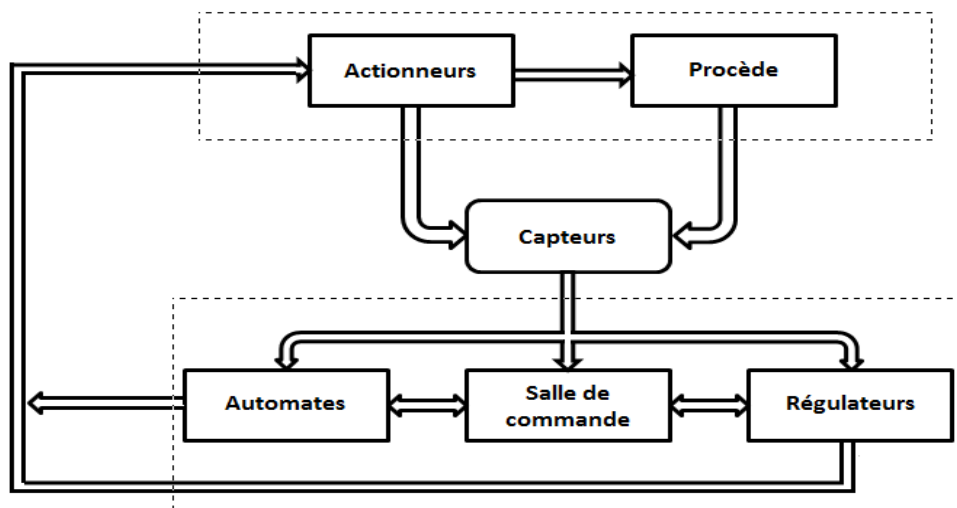 Actionneurs
Procède
Capteurs
Automates
Salle de
commande
Régulateurs